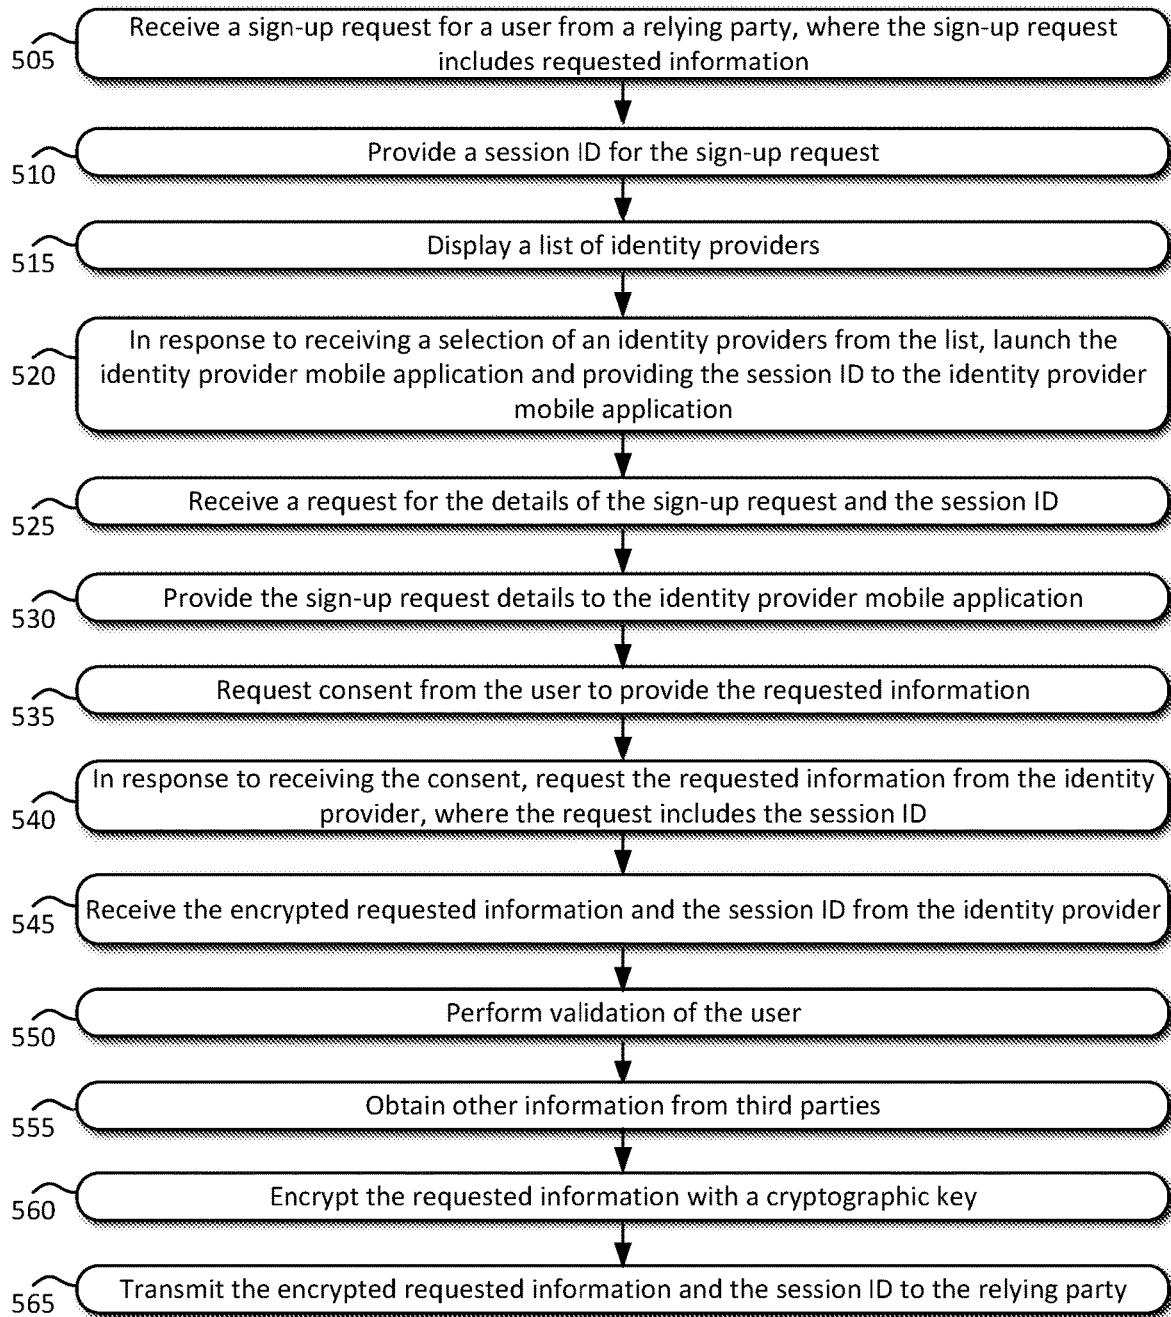 Receive a sign-up request for a user from a relying party, where the sign-up request
includes requested information
505
Provide a session ID for the sign-up request
510
Display a list of identity providers
515
In response to receiving a selection of an identity providers from the list, launch the
identity provider mobile application and providing the session ID to the identity provider
mobile application
520
Receive a request for the details of the sign-up request and the session ID
525
Provide the sign-up request details to the identity provider mobile application
530
Request consent from the user to provide the requested information
535
In response to receiving the consent, request the requested information from the identity
provider, where the request includes the session ID
540
Receive the encrypted requested information and the session ID from the identity provider
545
Perform validation of the user
550
Obtain other information from third parties
555
Encrypt the requested information with a cryptographic key
560
Transmit the encrypted requested information and the session ID to the relying party
565